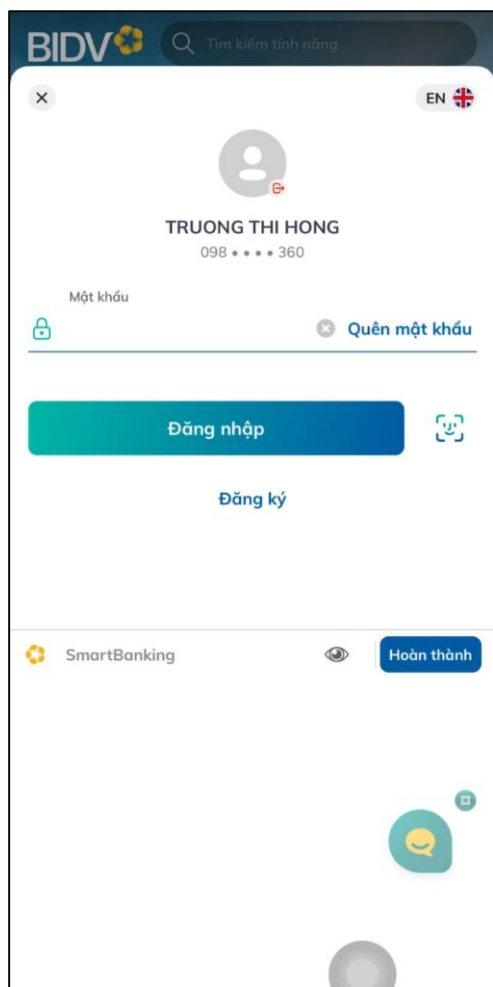 BIDV Tìm kiếm tính năng
EN
TRUONG THI HONG
098 •••• 360
Mật khẩu
Quên mật khẩu
Đăng nhập
Đăng ký
SmartBanking Hoàn thành